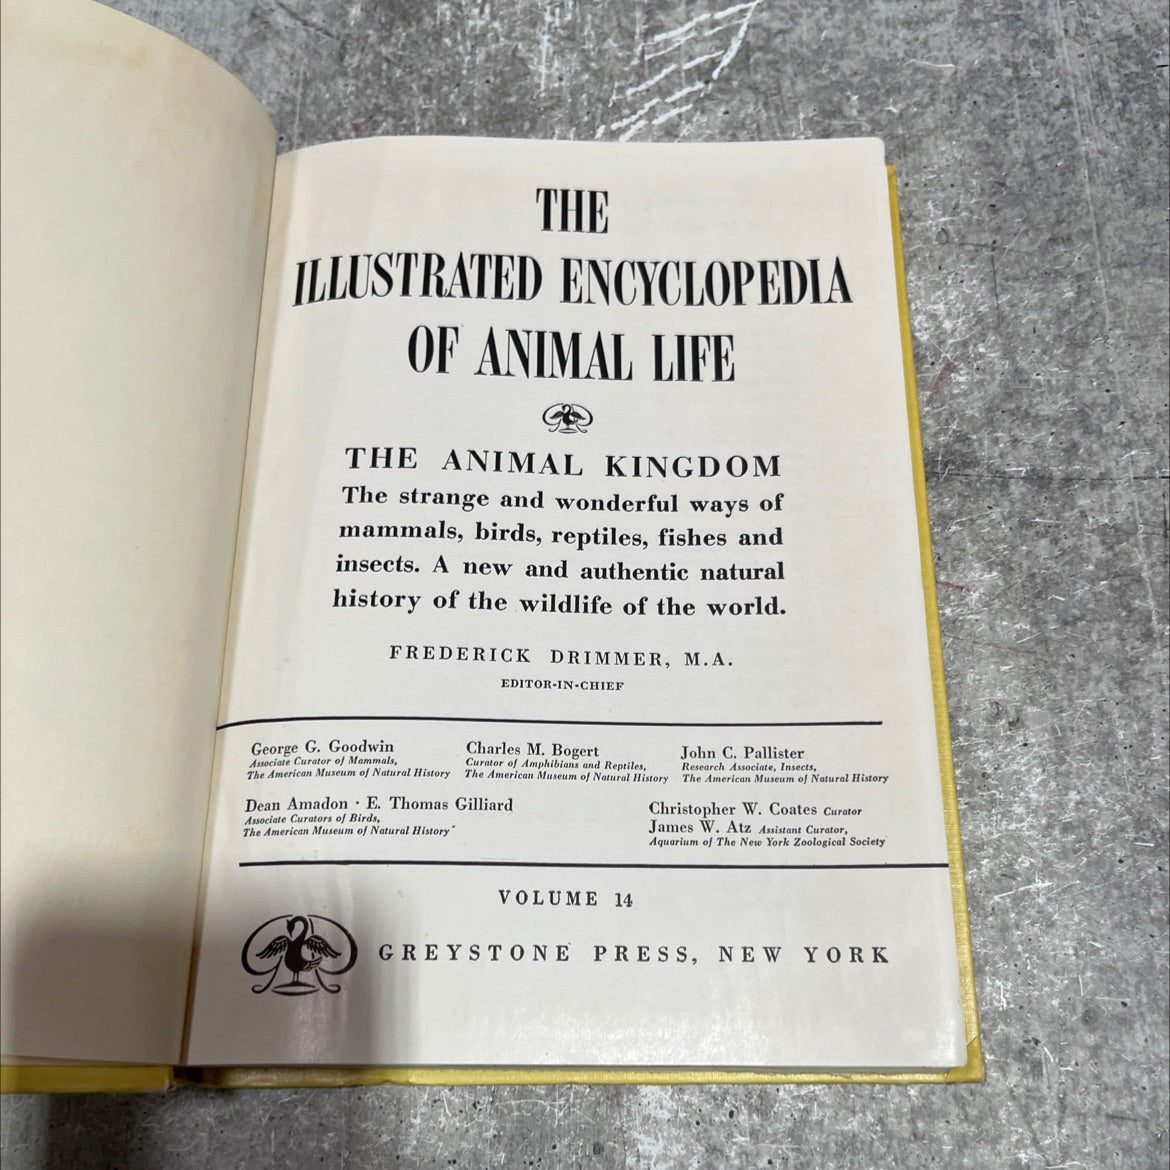 THE
ILLUSTRATED ENCYCLOPEDIA
OF ANIMAL LIFE
THE ANIMAL KINGDOM
The strange and wonderful ways of
mammals, birds, reptiles, fishes and
insects. A new and authentic natural
history of the wildlife of the world.
FREDERICK DRIMMER, M.A.
EDITOR-IN-CHIEF
George G. Goodwin
Associate Curator of Mammals,
The American Museum of Natural History
Charles M. Bogert
Curator of Amphibians and Reptiles,
The American Museum of Natural History
John C. Pallister
Research Associate, Insects,
The American Museum of Natural History
Dean Amadon · E. Thomas Gilliard
Associate Curators of Birds,
The American Museum of Natural History
Christopher W. Coates Curator
James W. Atz Assistant Curator,
Aquarium of The New York Zoological Society
VOLUME 14
GREYSTONE PRESS, NEW YORK